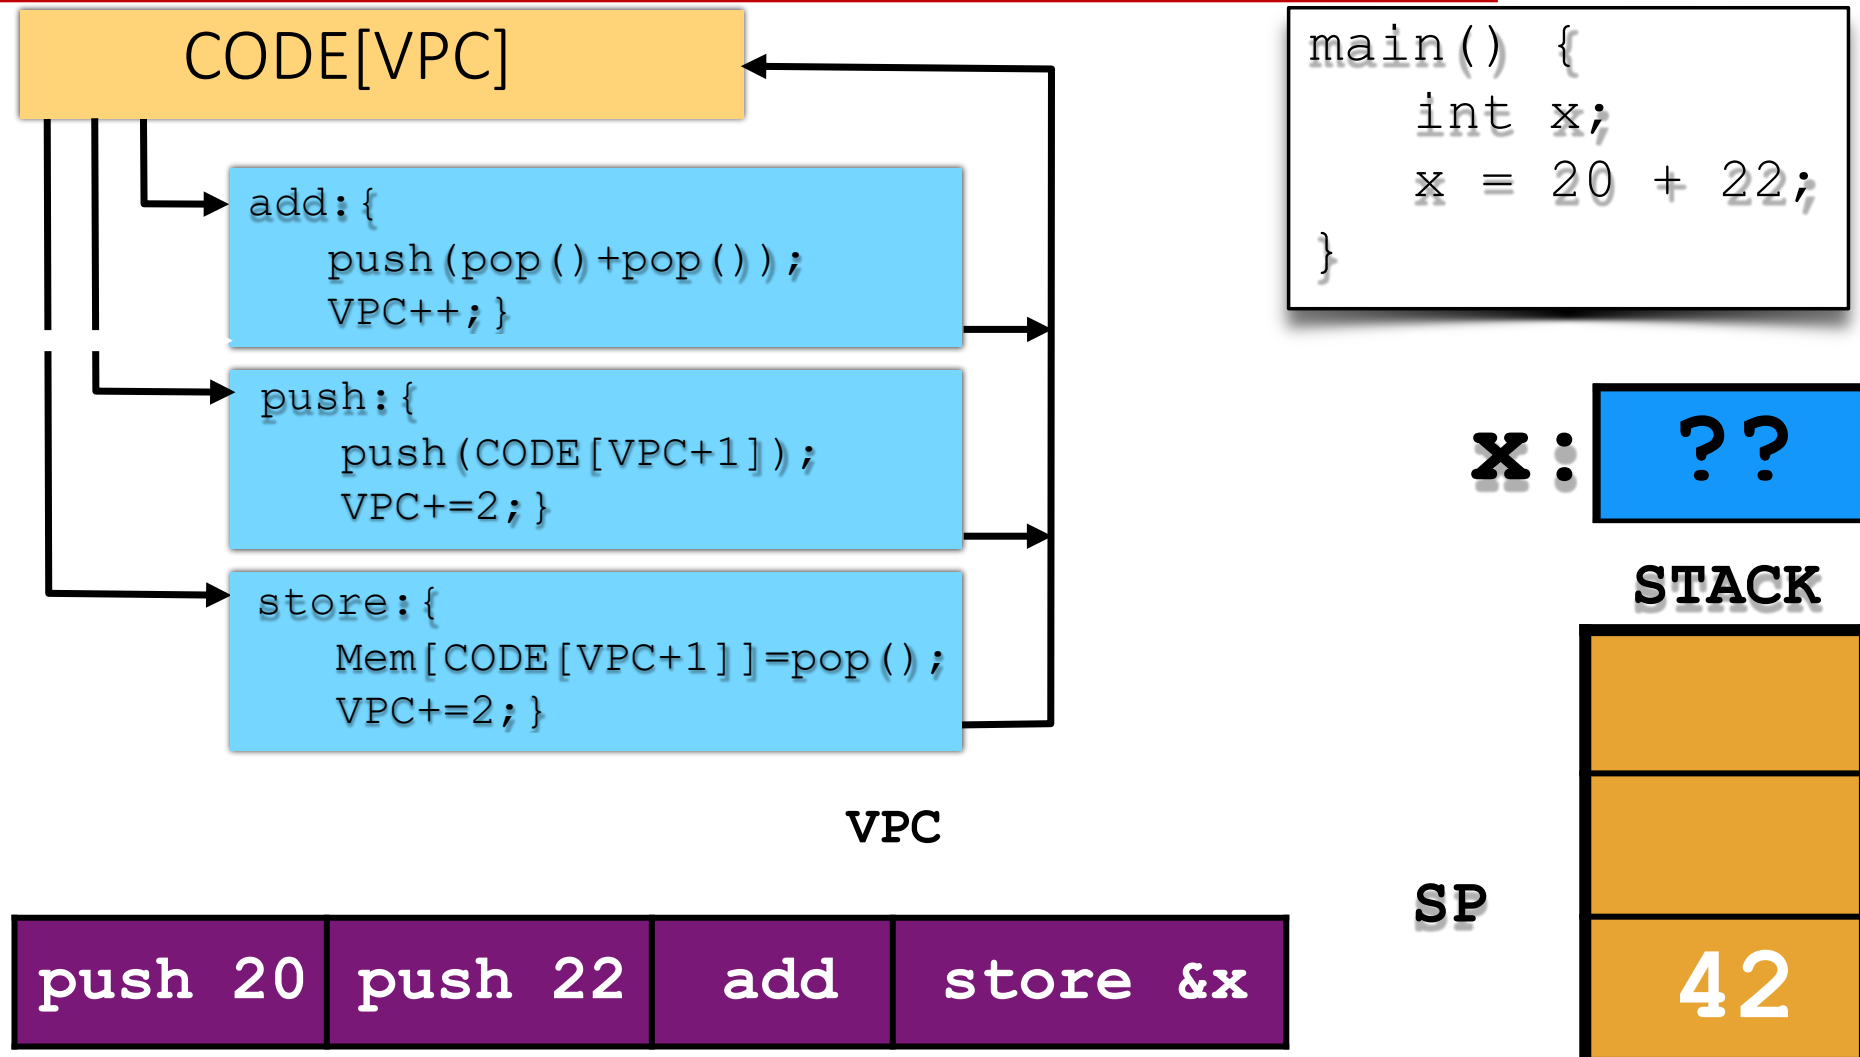 CODE[VPC]
add:{
push(pop()+pop());
VPC++;}
push:{
push(CODE[VPC+1]);
VPC+=2;}
store:{
Mem[CODE[VPC+1]]=pop();
VPC+=2;}
main() {
int x;
x = 20 + 22;
}
x: ??
STACK
VPC
SP
push 20 push 22 add store &x
42